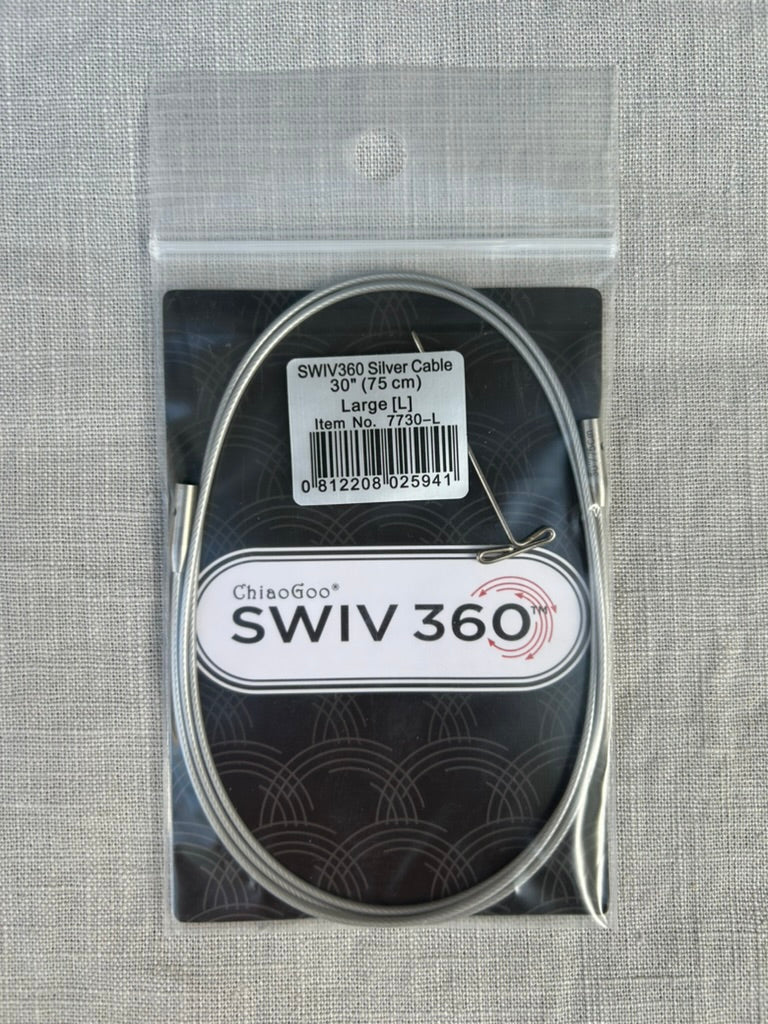 SWIV360 Silver Cable
30" (75 cm)
Large [L]
Item No. 7730-L
0 812208 025941
ChiaoGoo®
SWIV 360™